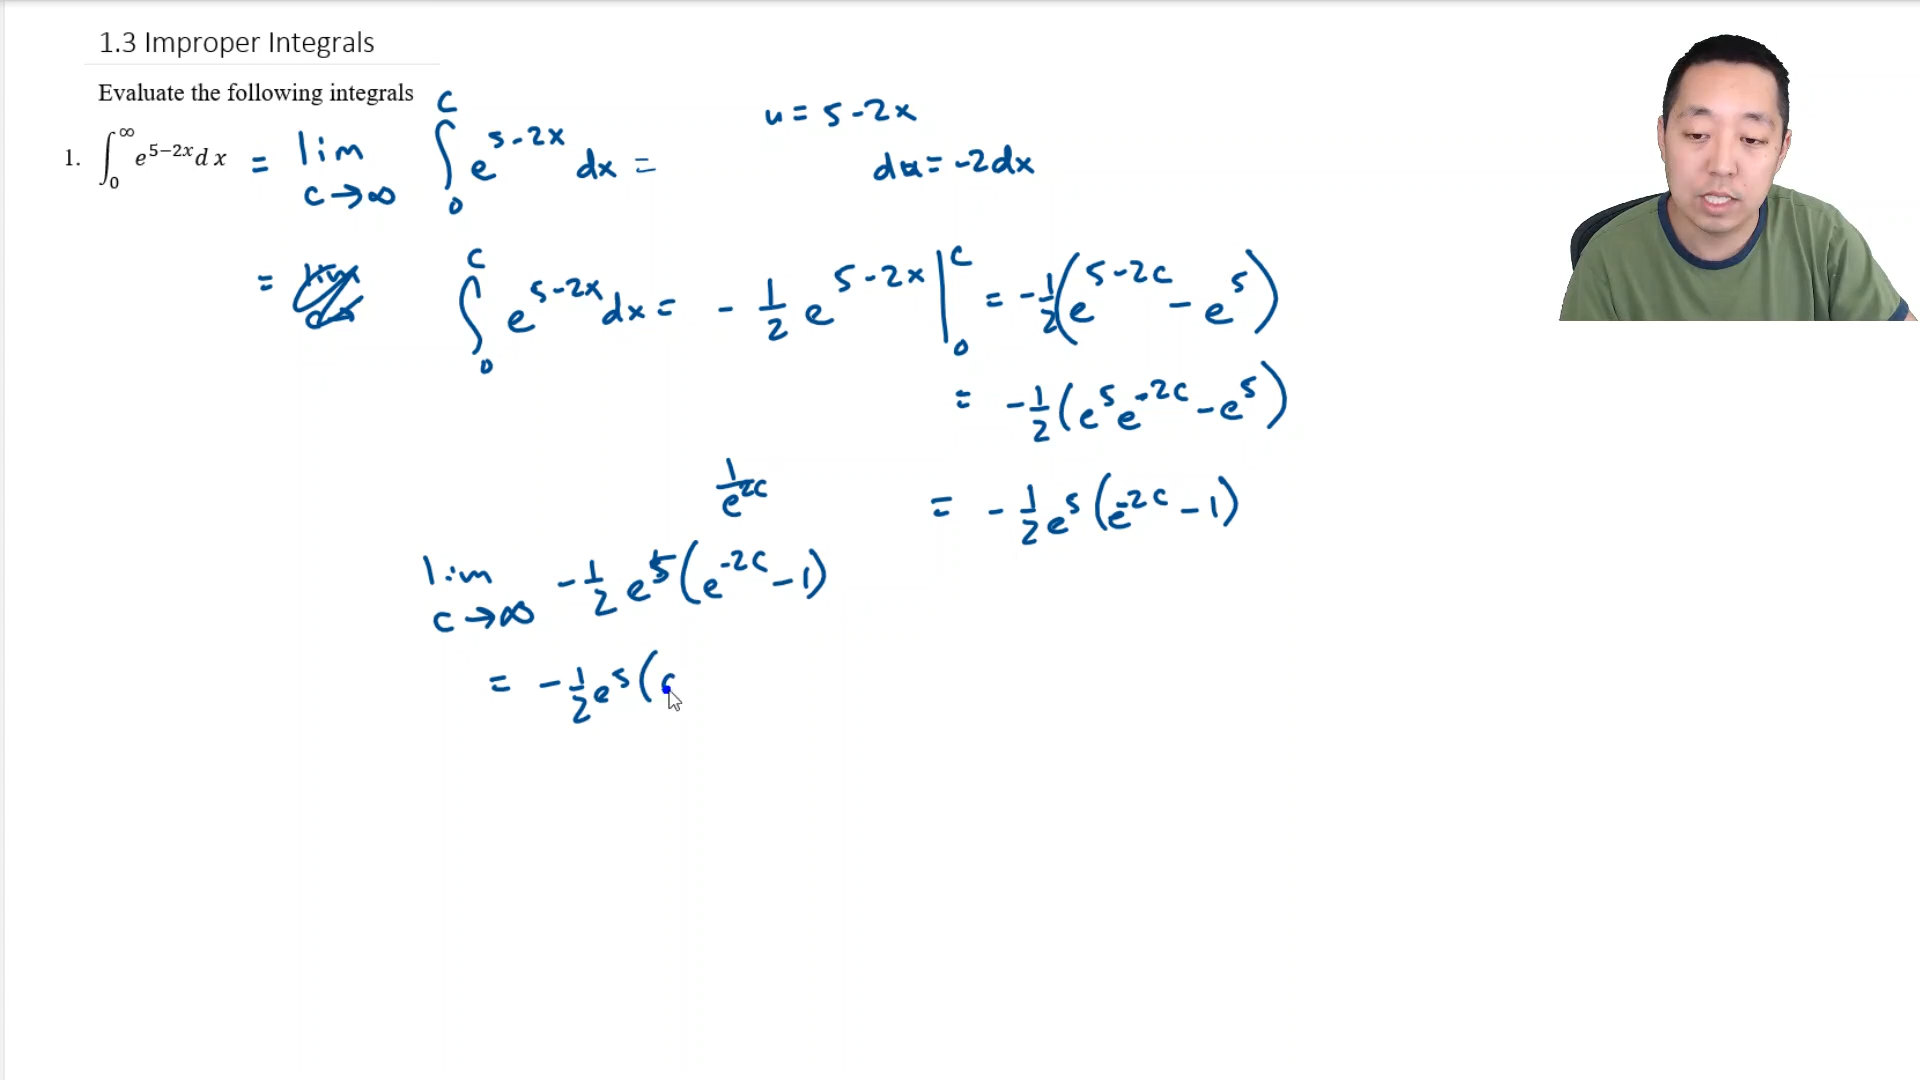 1.3 Improper Integrals
Evaluate the following integrals
1. ∫₀^∞ e^{5−2x} dx = lim_{c→∞} ∫₀^c e^{5-2x} dx =
u = 5-2x
du = -2dx
= ∫₀^c e^{5-2x} dx = -1/2 e^{5-2x} |₀^c = -1/2(e^{5-2c} - e^5)
= -1/2(e^5 e^{-2c} - e^5)
1/e^{2c}
= -1/2 e^5(e^{-2c} - 1)
lim_{c→∞} -1/2 e^5(e^{-2c} - 1)
= -1/2 e^5(